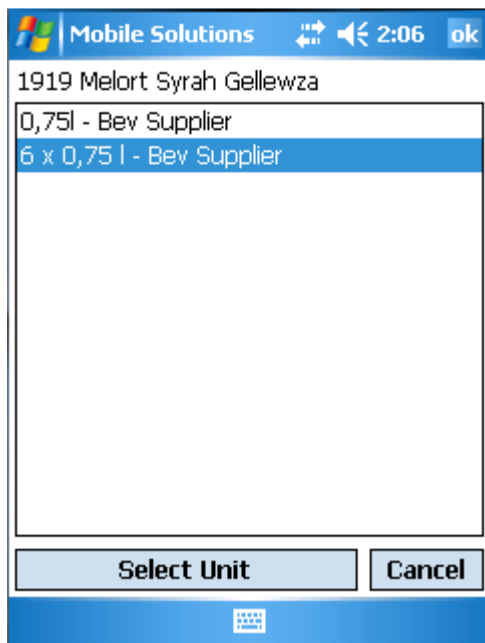 Mobile Solutions 2:06 ok
1919 Melort Syrah Gellewza
0,75l - Bev Supplier
6 x 0,75 l - Bev Supplier
Select Unit Cancel